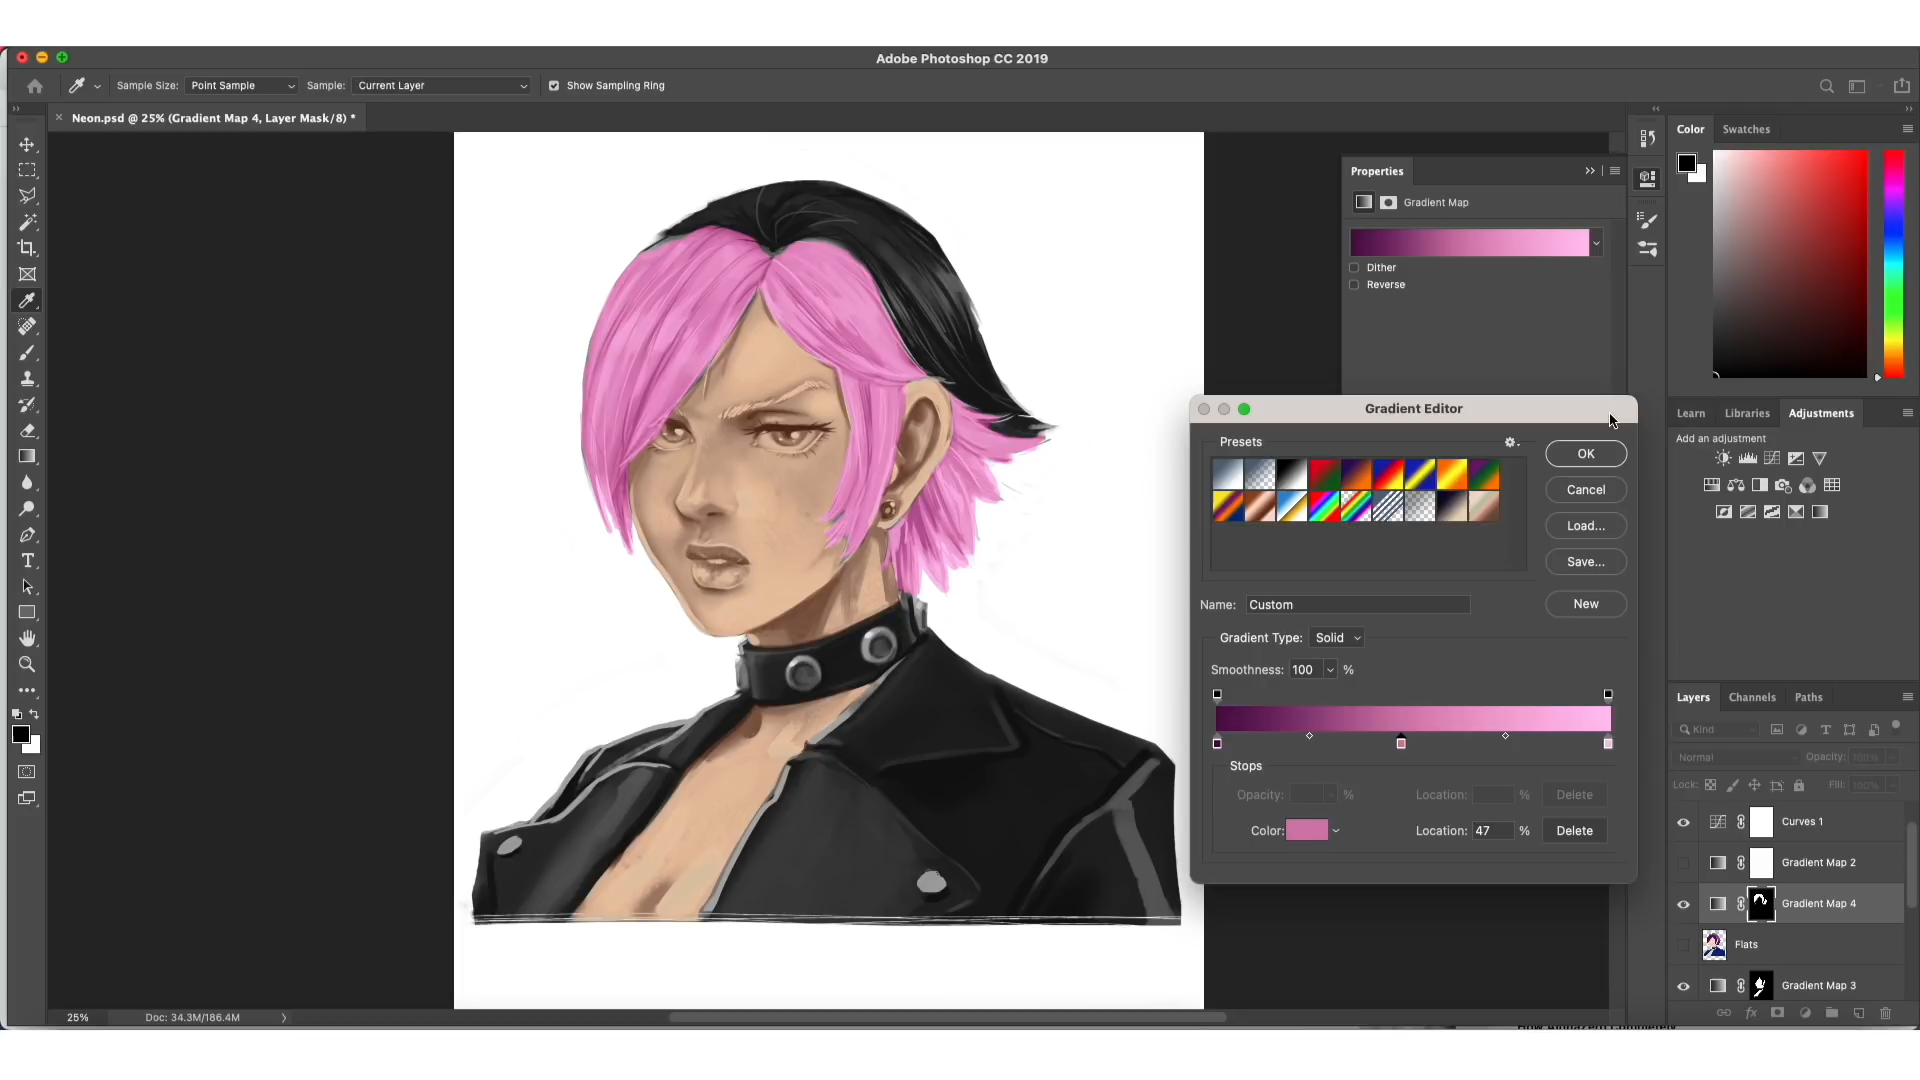 Adobe Photoshop CC 2019
Sample Size: Point Sample Sample: Current Layer Show Sampling Ring
Neon.psd @ 25% (Gradient Map 4, Layer Mask/8) *
Color Swatches
Properties
Gradient Map
Dither
Reverse
Gradient Editor
Presets
OK
Cancel
Load...
Save...
Name: Custom
New
Gradient Type: Solid
Smoothness: 100 %
Stops
Opacity: % Location: % Delete
Color: Location: 47 % Delete
Learn Libraries Adjustments
Add an adjustment
Layers Channels Paths
Kind
Normal Opacity: 100%
Lock: Fill: 100%
Curves 1
Gradient Map 2
Gradient Map 4
Flats
Gradient Map 3
25% Doc: 34.3M/186.4M